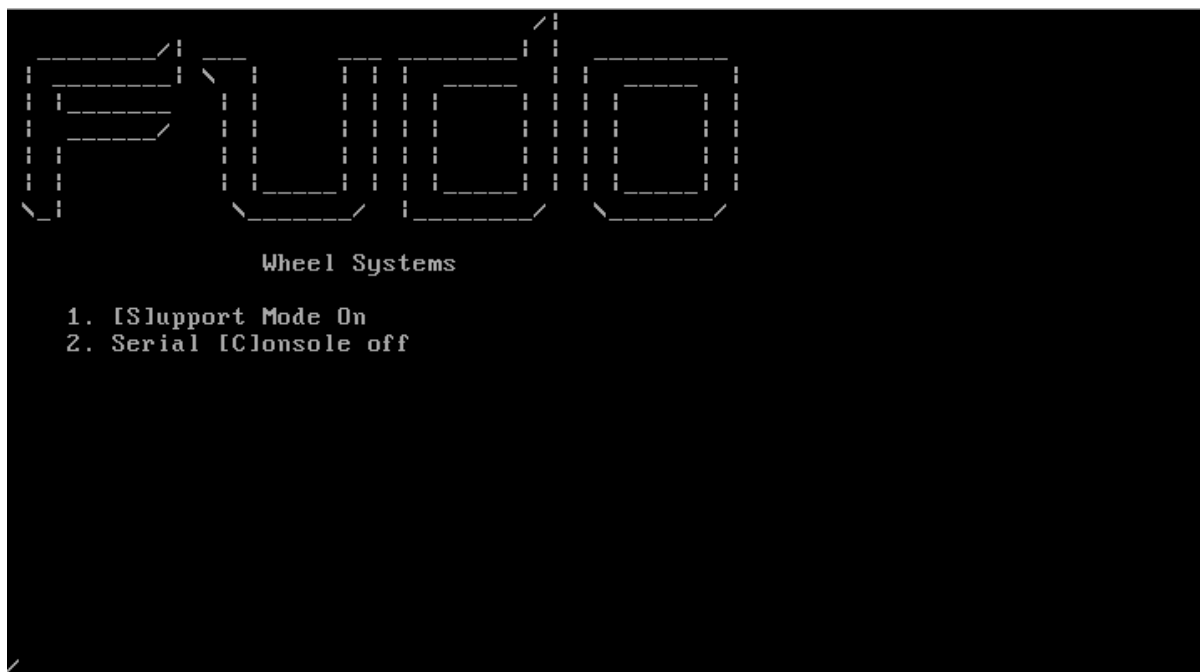 FUDO
Wheel Systems
1. [S]upport Mode On
2. Serial [C]onsole off
/